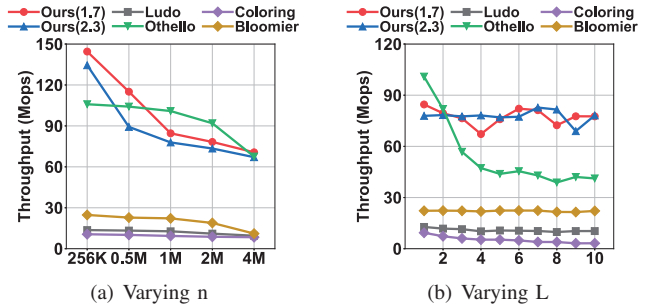 Ours(1,7) Ludo Coloring
Ours(2,3) Othello Bloomier
Throughput (Mops)
150
120
90
60
30
0
256K 0.5M 1M 2M 4M
(a) Varying n
Ours(1,7) Ludo Coloring
Ours(2,3) Othello Bloomier
Throughput (Mops)
120
90
60
30
0
2 4 6 8 10
(b) Varying L